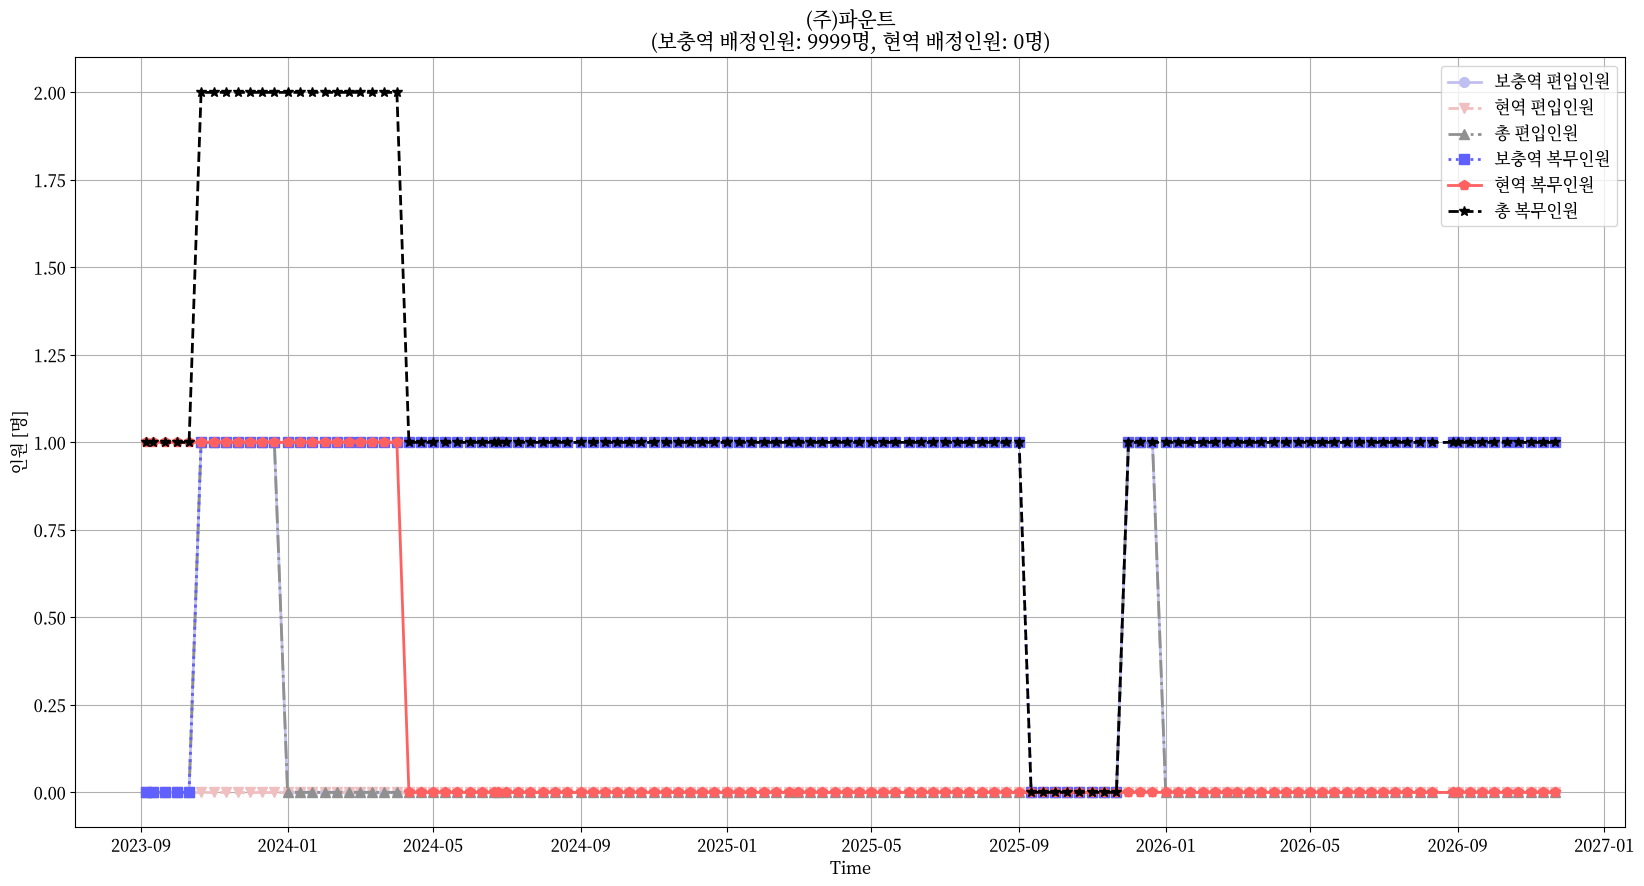 (주)파운트
(보충역 배정인원: 9999명, 현역 배정인원: 0명)
보충역 편입인원
현역 편입인원
총 편입인원
보충역 복무인원
현역 복무인원
총 복무인원
2.00
1.75
1.50
1.25
1.00
0.75
0.50
0.25
0.00
인원 [명]
2023-09 2024-01 2024-05 2024-09 2025-01 2025-05 2025-09 2026-01 2026-05 2026-09 2027-01
Time